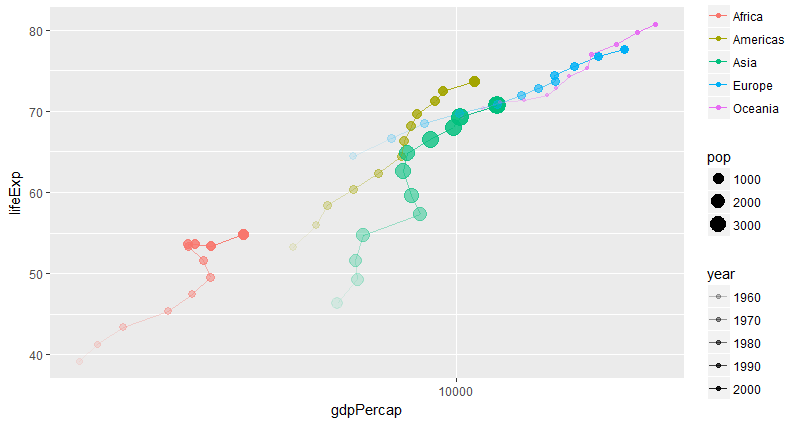 80
70
60
50
40
lifeExp
10000
gdpPercap
Africa
Americas
Asia
Europe
Oceania
pop
1000
2000
3000
year
1960
1970
1980
1990
2000